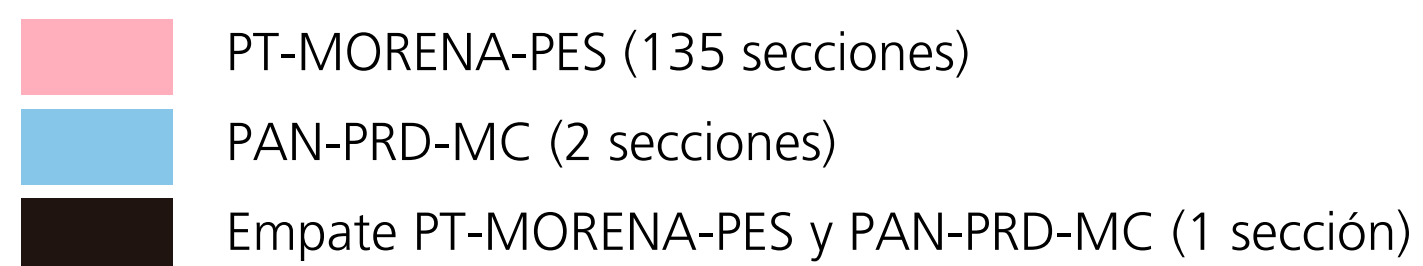 PT-MORENA-PES (135 secciones)
PAN-PRD-MC (2 secciones)
Empate PT-MORENA-PES y PAN-PRD-MC (1 sección)